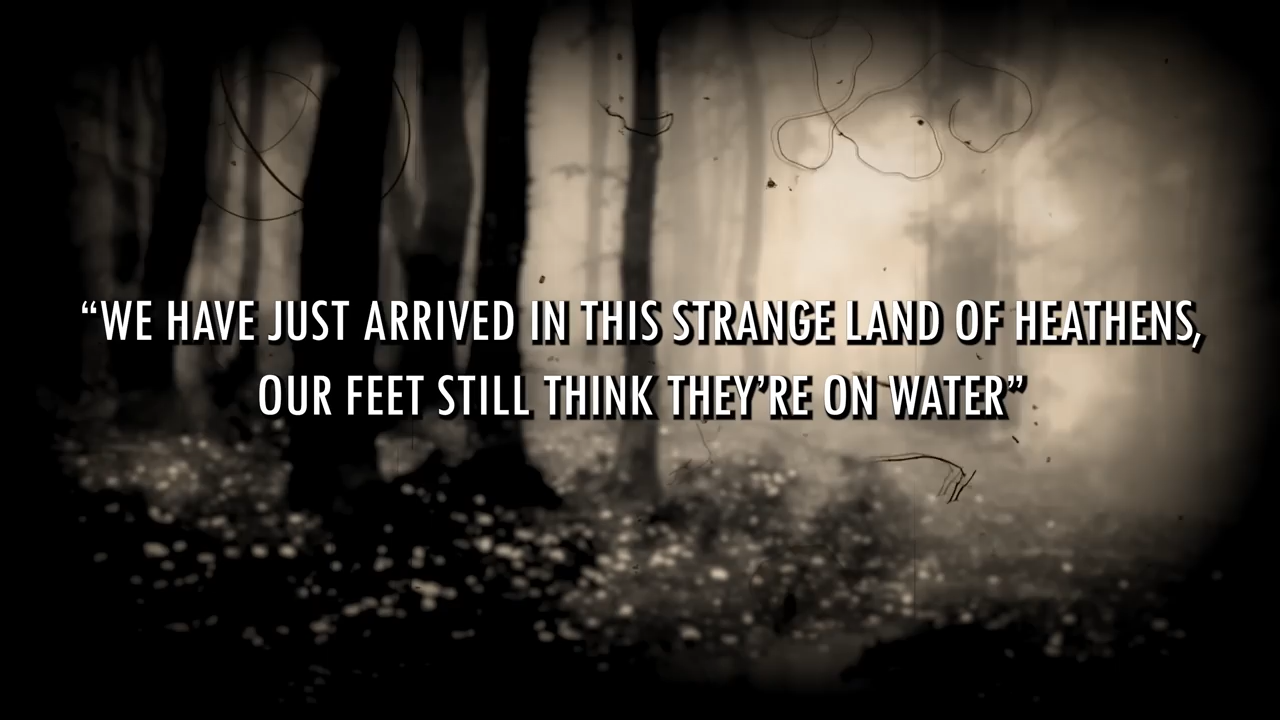 “WE HAVE JUST ARRIVED IN THIS STRANGE LAND OF HEATHENS,
OUR FEET STILL THINK THEY’RE ON WATER”